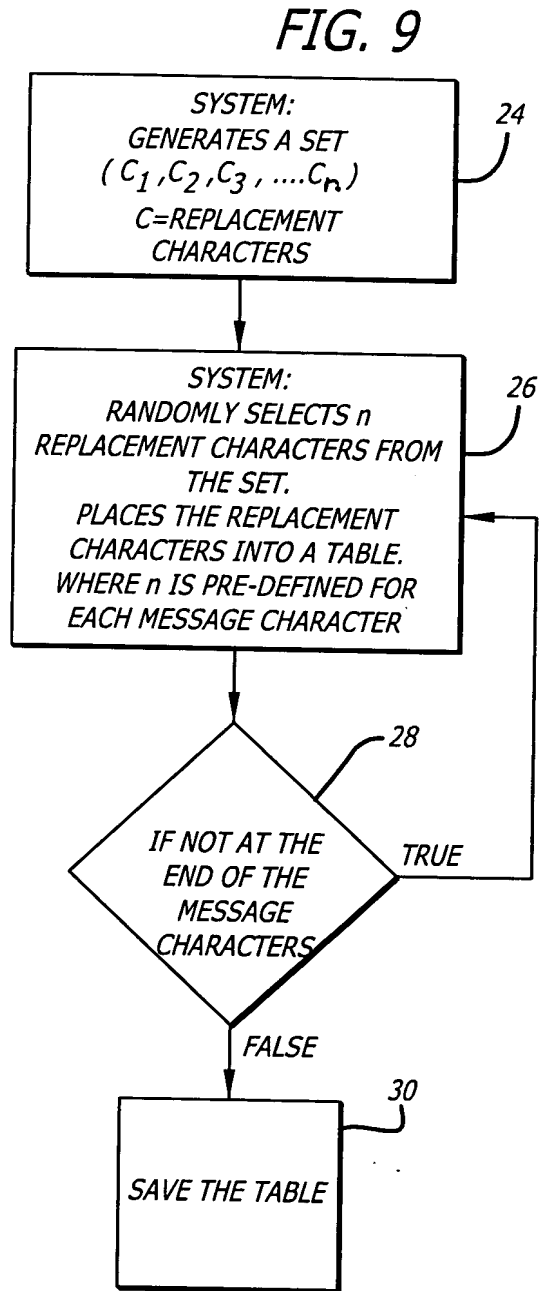 FIG. 9
SYSTEM:
GENERATES A SET
(C1,C2,C3,....Cn)
C=REPLACEMENT
CHARACTERS
24
SYSTEM:
RANDOMLY SELECTS n
REPLACEMENT CHARACTERS FROM
THE SET.
PLACES THE REPLACEMENT
CHARACTERS INTO A TABLE.
WHERE n IS PRE-DEFINED FOR
EACH MESSAGE CHARACTER
26
28
IF NOT AT THE
END OF THE
MESSAGE
CHARACTERS
TRUE
FALSE
30
SAVE THE TABLE